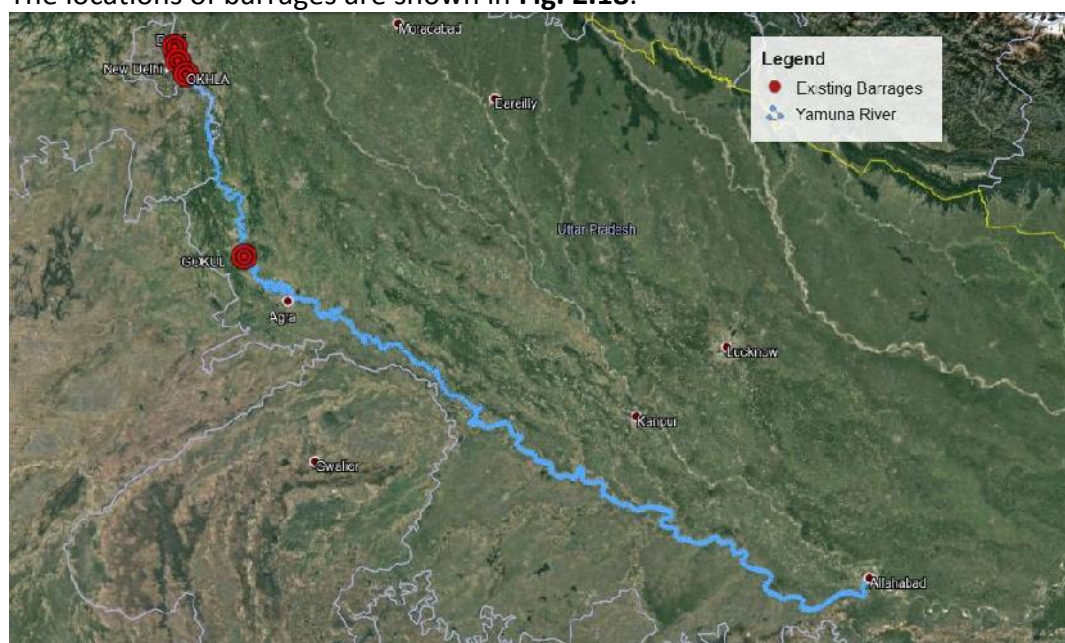 The locations of barrages are shown in Fig. 2.18.
Moradabad
New Delhi
OKHLA
Bareilly
Legend
Existing Barrages
Yamuna River
Uttar Pradesh
GOKUL
Agra
Lucknow
Kanpur
Gwalior
Allahabad